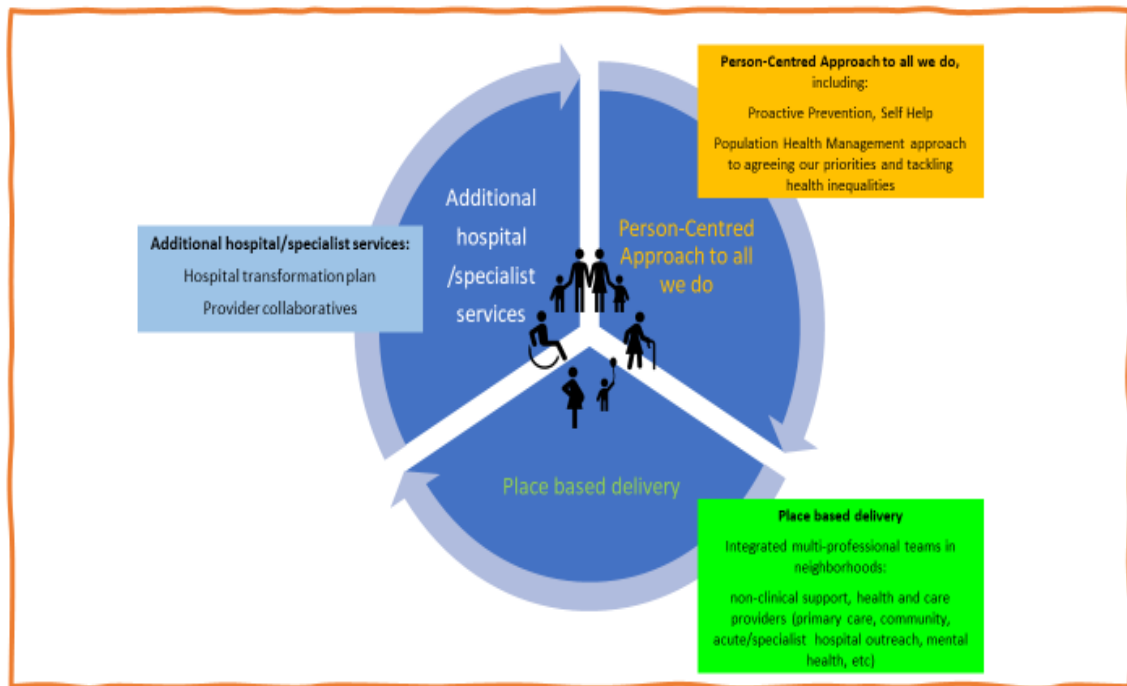 Person-Centred Approach to all we do,
including:
Proactive Prevention, Self Help
Population Health Management approach
to agreeing our priorities and tackling
health inequalities
Additional
hospital
/specialist
services
Person-Centred
Approach to all
we do
Additional hospital/specialist services:
Hospital transformation plan
Provider collaboratives
Place based delivery
Place based delivery
Integrated multi-professional teams in
neighborhoods:
non-clinical support, health and care
providers (primary care, community,
acute/specialist hospital outreach, mental
health, etc)